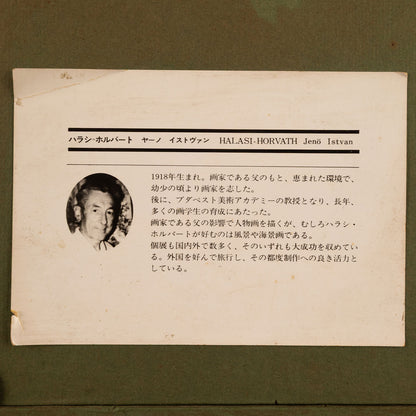 ハラシ-ホルバート ヤーノ イストヴァン HALASI-HORVATH Jenö Istvan
1918年生まれ。画家である父のもと、恵まれた環境で、
幼少の頃より画家を志した。
後に、ブダペスト美術アカデミーの教授となり、長年、
多くの画学生の育成にあたった。
画家である父の影響で人物画を描くが、むしろハラシ・
ホルバートが好むのは風景や海景画である。
個展も国内外で数多く、そのいずれも大成功を収めてい
る。外国を好んで旅行し、その都度制作への良き活力と
している。